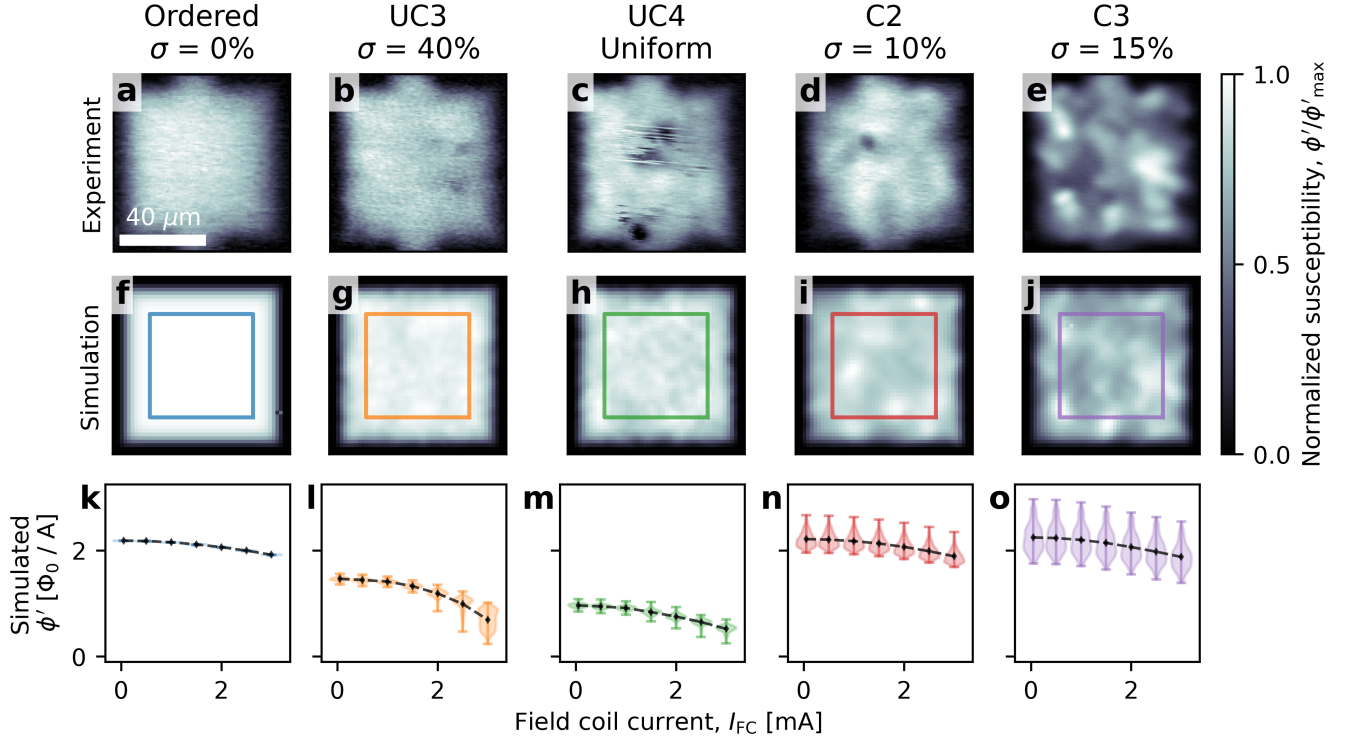 Ordered
σ = 0%
UC3
σ = 40%
UC4
Uniform
C2
σ = 10%
C3
σ = 15%
Experiment
a
b
c
d
e
40 μm
Simulation
f
g
h
i
j
1.0
0.5
0.0
Normalized susceptibility, ϕ′/ϕ′max
k
l
m
n
o
Simulated
ϕ′ [Φ0 / A]
2
0
0
2
0
2
0
2
0
2
0
2
Field coil current, IFC [mA]